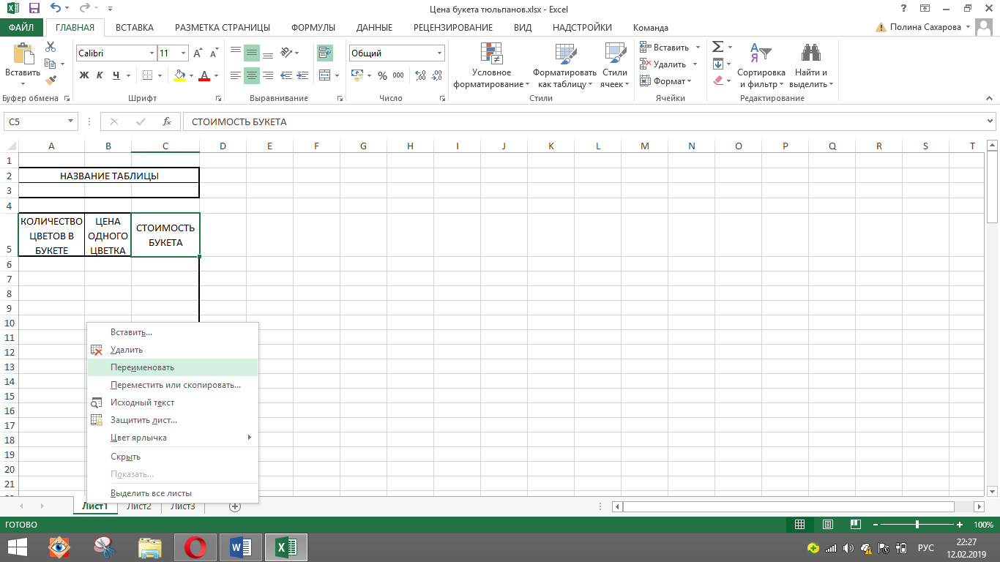 Цена букета тюльпанов.xlsx - Excel
ФАЙЛ ГЛАВНАЯ ВСТАВКА РАЗМЕТКА СТРАНИЦЫ ФОРМУЛЫ ДАННЫЕ РЕЦЕНЗИРОВАНИЕ ВИД НАДСТРОЙКИ Команда Полина Сахарова
Вставить
Буфер обмена
Calibri 11
Ж К Ч
Шрифт
Выравнивание
Общий
% 000
Число
Условное форматирование
Форматировать как таблицу
Стили ячеек
Стили
Вставить
Удалить
Формат
Ячейки
Сортировка и фильтр
Найти и выделить
Редактирование
C5 fx СТОИМОСТЬ БУКЕТА
A B C D E F G H I J K L M N O P Q R S T
1
2 НАЗВАНИЕ ТАБЛИЦЫ
3
4
5 КОЛИЧЕСТВО ЦВЕТОВ В БУКЕТЕ ЦЕНА ОДНОГО ЦВЕТКА СТОИМОСТЬ БУКЕТА
6
7
8
9
10
11
12
13
14
15
16
17
18
19
20
21
Вставить...
Удалить
Переименовать
Переместить или скопировать...
Исходный текст
Защитить лист...
Цвет ярлычка
Скрыть
Показать...
Выделить все листы
Лист1 Лист2 Лист3
ГОТОВО 100%
РУС 22:27
12.02.2019